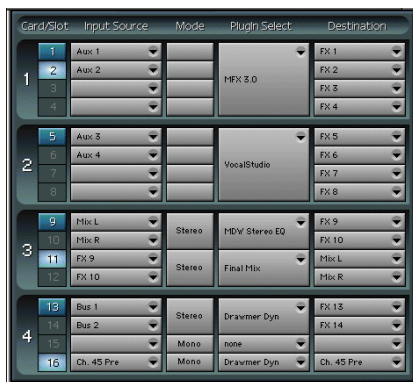 Card/Slot Input Source Mode Plugin Select Destination
1
1 Aux 1 MFX 3.0 FX 1
2 Aux 2 FX 2
3 FX 3
4 FX 4
2
5 Aux 3 VocalStudio FX 5
6 Aux 4 FX 6
7 FX 7
8 FX 8
3
9 Mix L Stereo MDW Stereo EQ FX 9
10 Mix R FX 10
11 FX 9 Stereo Final Mix Mix L
12 FX 10 Mix R
4
13 Bus 1 Stereo Drawmer Dyn FX 13
14 Bus 2 FX 14
15 Mono none
16 Ch. 45 Pre Mono Drawmer Dyn Ch. 45 Pre